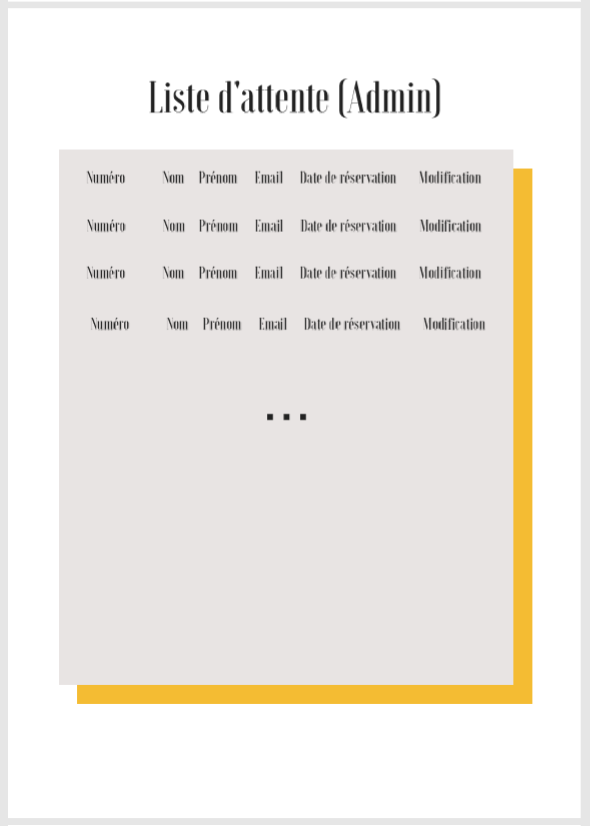 Liste d'attente (Admin)
Numéro Nom Prénom Email Date de réservation Modification
Numéro Nom Prénom Email Date de réservation Modification
Numéro Nom Prénom Email Date de réservation Modification
Numéro Nom Prénom Email Date de réservation Modification
...